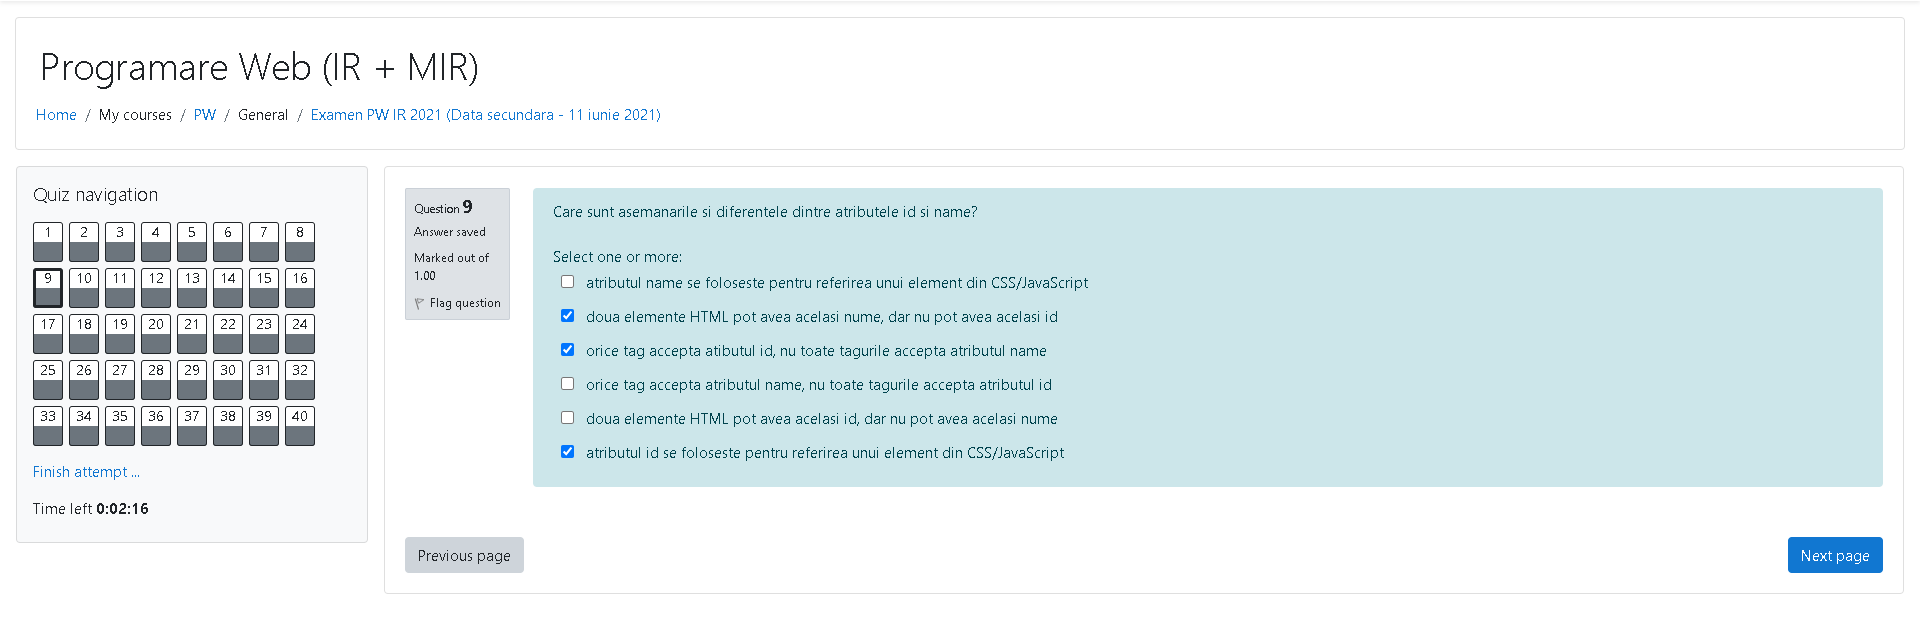 Programare Web (IR + MIR)
Home / My courses / PW / General / Examen PW IR 2021 (Data secundara - 11 iunie 2021)
Quiz navigation
1 2 3 4 5 6 7 8
9 10 11 12 13 14 15 16
17 18 19 20 21 22 23 24
25 26 27 28 29 30 31 32
33 34 35 36 37 38 39 40
Finish attempt ...
Time left 0:02:16
Question 9
Answer saved
Marked out of
1.00
Flag question
Care sunt asemanarile si diferentele dintre atributele id si name?
Select one or more:
atributul name se foloseste pentru referirea unui element din CSS/JavaScript
doua elemente HTML pot avea acelasi nume, dar nu pot avea acelasi id
orice tag accepta atibutul id, nu toate tagurile accepta atributul name
orice tag accepta atributul name, nu toate tagurile accepta atributul id
doua elemente HTML pot avea acelasi id, dar nu pot avea acelasi nume
atributul id se foloseste pentru referirea unui element din CSS/JavaScript
Previous page
Next page